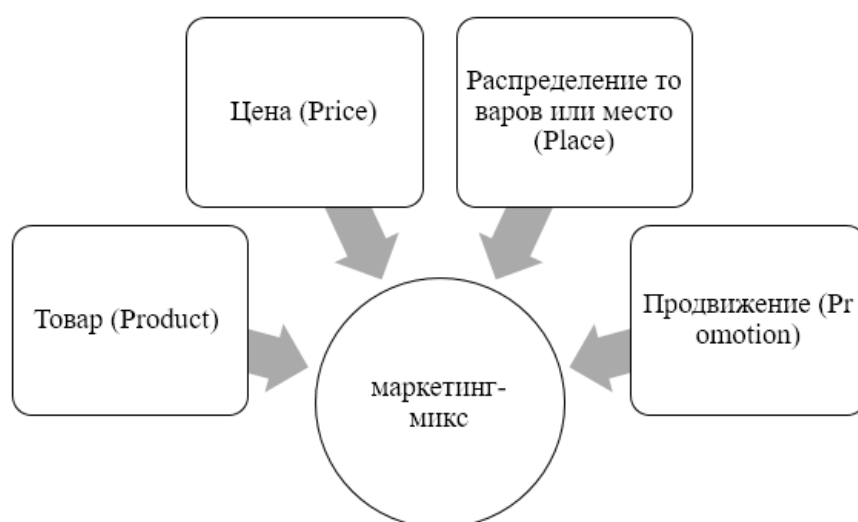 Цена (Price)
Распределение то
варов или место
(Place)
Товар (Product)
Продвижение (Pr
omotion)
маркетинг-
микс